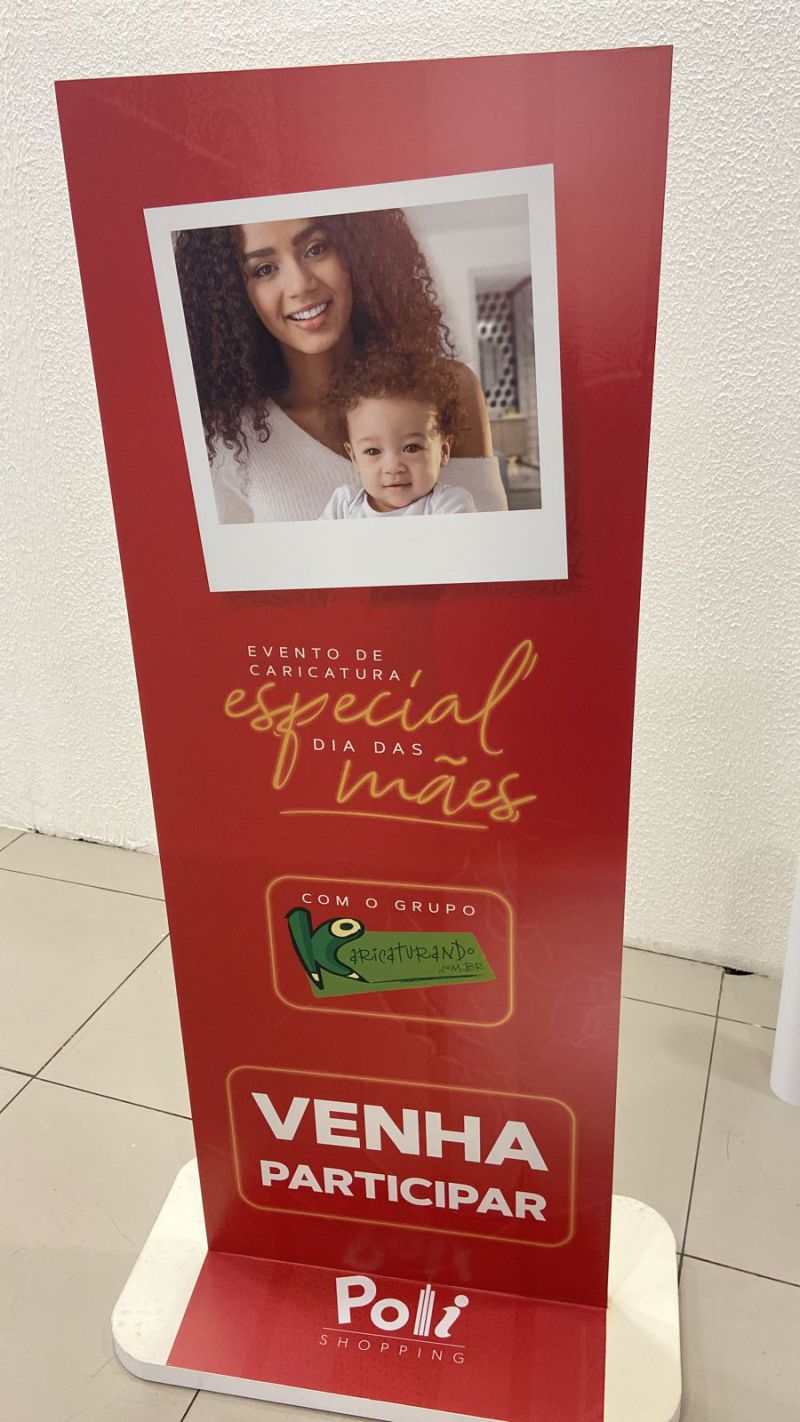 EVENTO DE
CARICATURA
especial
DIA DAS
mães
COM O GRUPO
KARICATURANDO
.COM.BR
VENHA
PARTICIPAR
Polli
SHOPPING